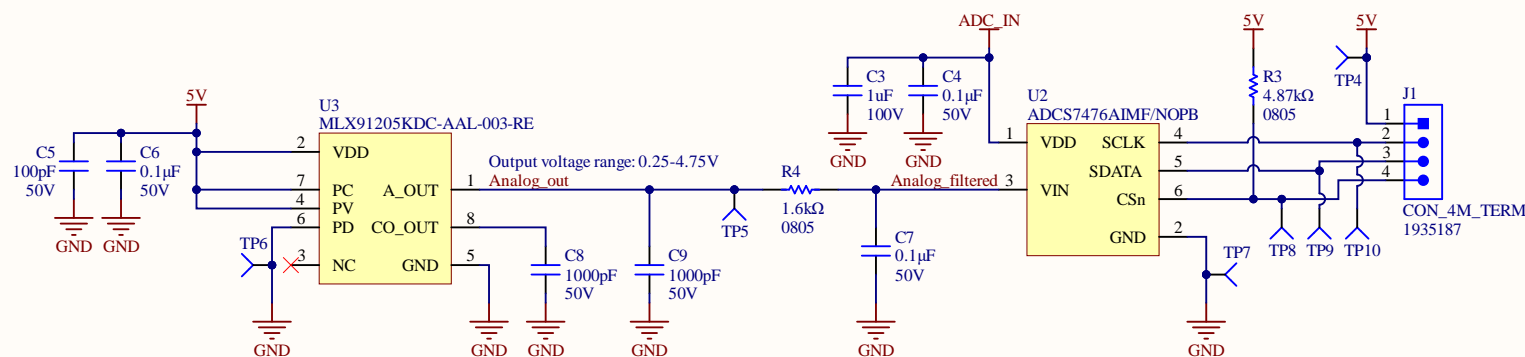 5V
C5
100pF
50V
GND
C6
0.1µF
50V
GND
U3
MLX91205KDC-AAL-003-RE
2 VDD
7 PC
4 PV
6 PD
3 NC
A_OUT 1
CO_OUT 8
GND 5
TP6
GND
GND
Output voltage range: 0.25-4.75V
Analog_out
C8
1000pF
50V
GND
C9
1000pF
50V
GND
TP5
R4
1.6kΩ
0805
Analog_filtered
C7
0.1µF
50V
GND
ADC_IN
C3
1uF
100V
GND
C4
0.1µF
50V
GND
U2
ADCS7476AIMF/NOPB
1 VDD
3 VIN
SCLK 4
SDATA 5
CSn 6
GND 2
TP7
GND
5V
R3
4.87kΩ
0805
TP8
TP9
TP10
5V
TP4
J1
1
2
3
4
CON_4M_TERM
1935187